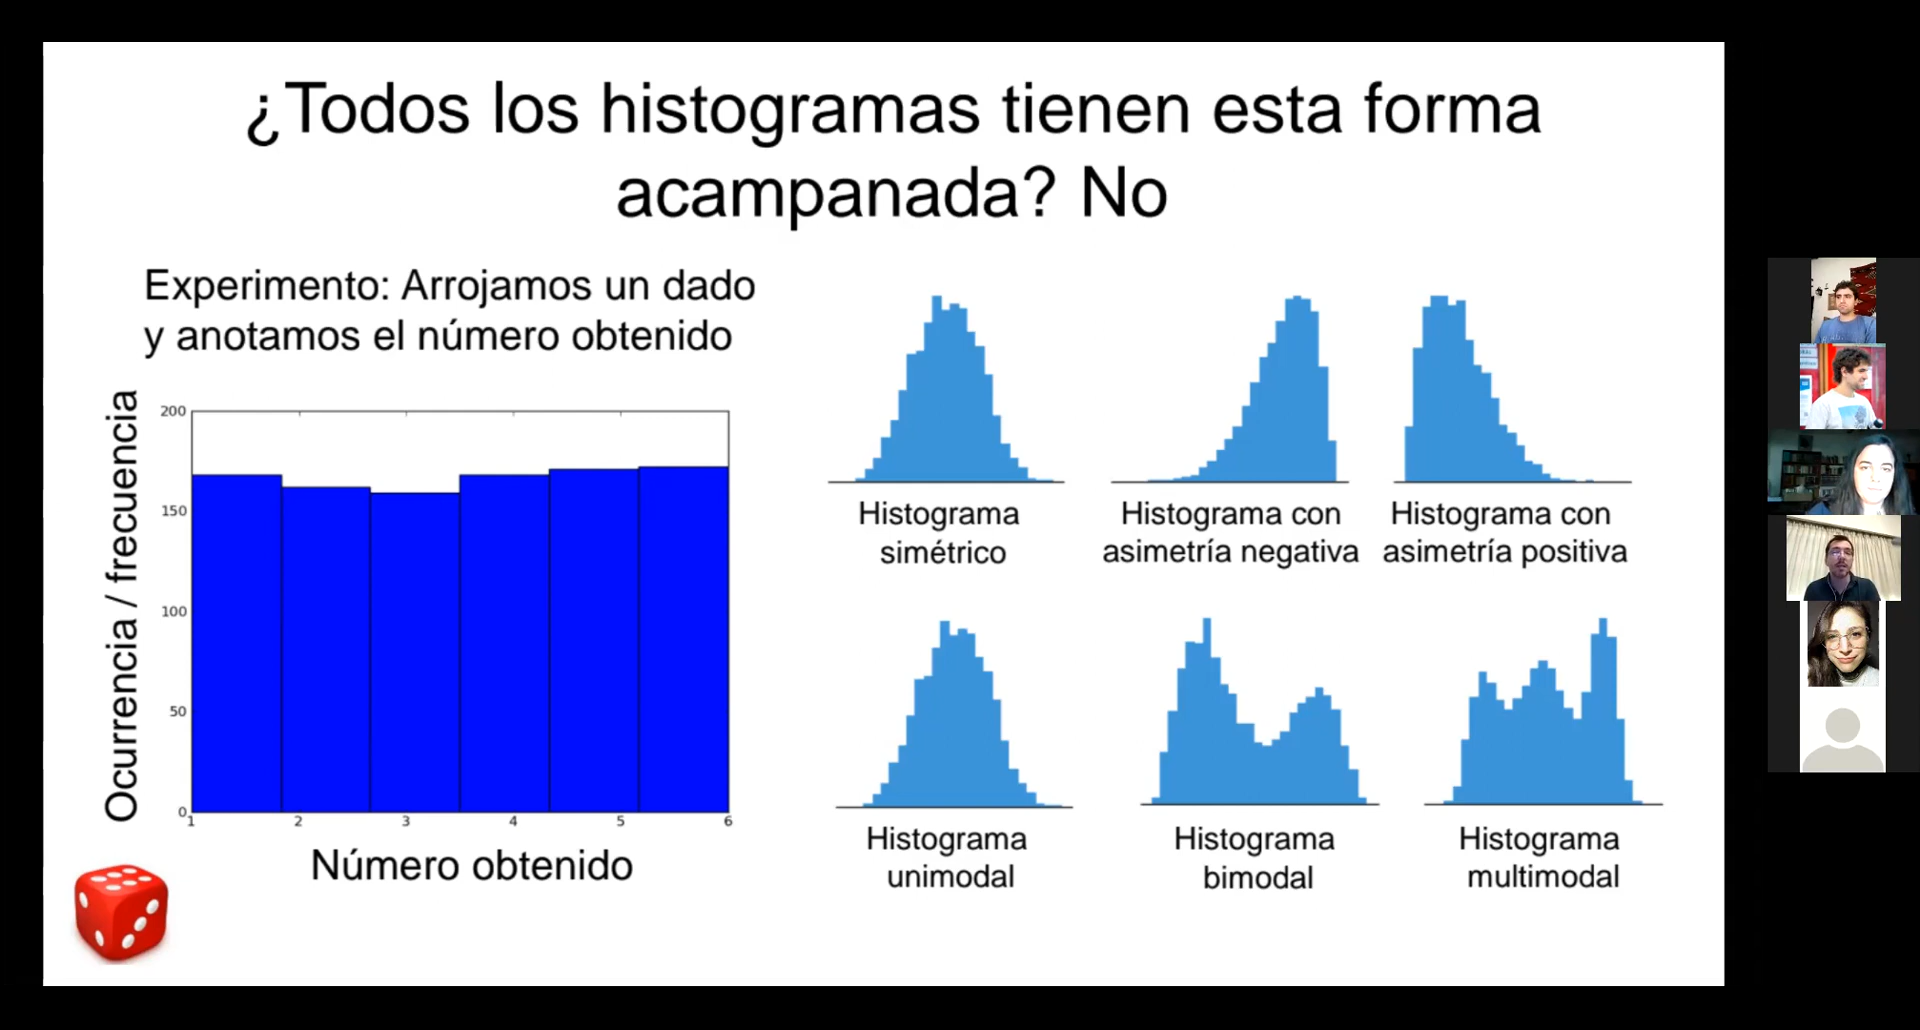 ¿Todos los histogramas tienen esta forma
acampanada? No
Experimento: Arrojamos un dado
y anotamos el número obtenido
Ocurrencia / frecuencia
200
150
100
50
0
1 2 3 4 5 6
Número obtenido
Histograma
simétrico
Histograma con
asimetría negativa
Histograma con
asimetría positiva
Histograma
unimodal
Histograma
bimodal
Histograma
multimodal